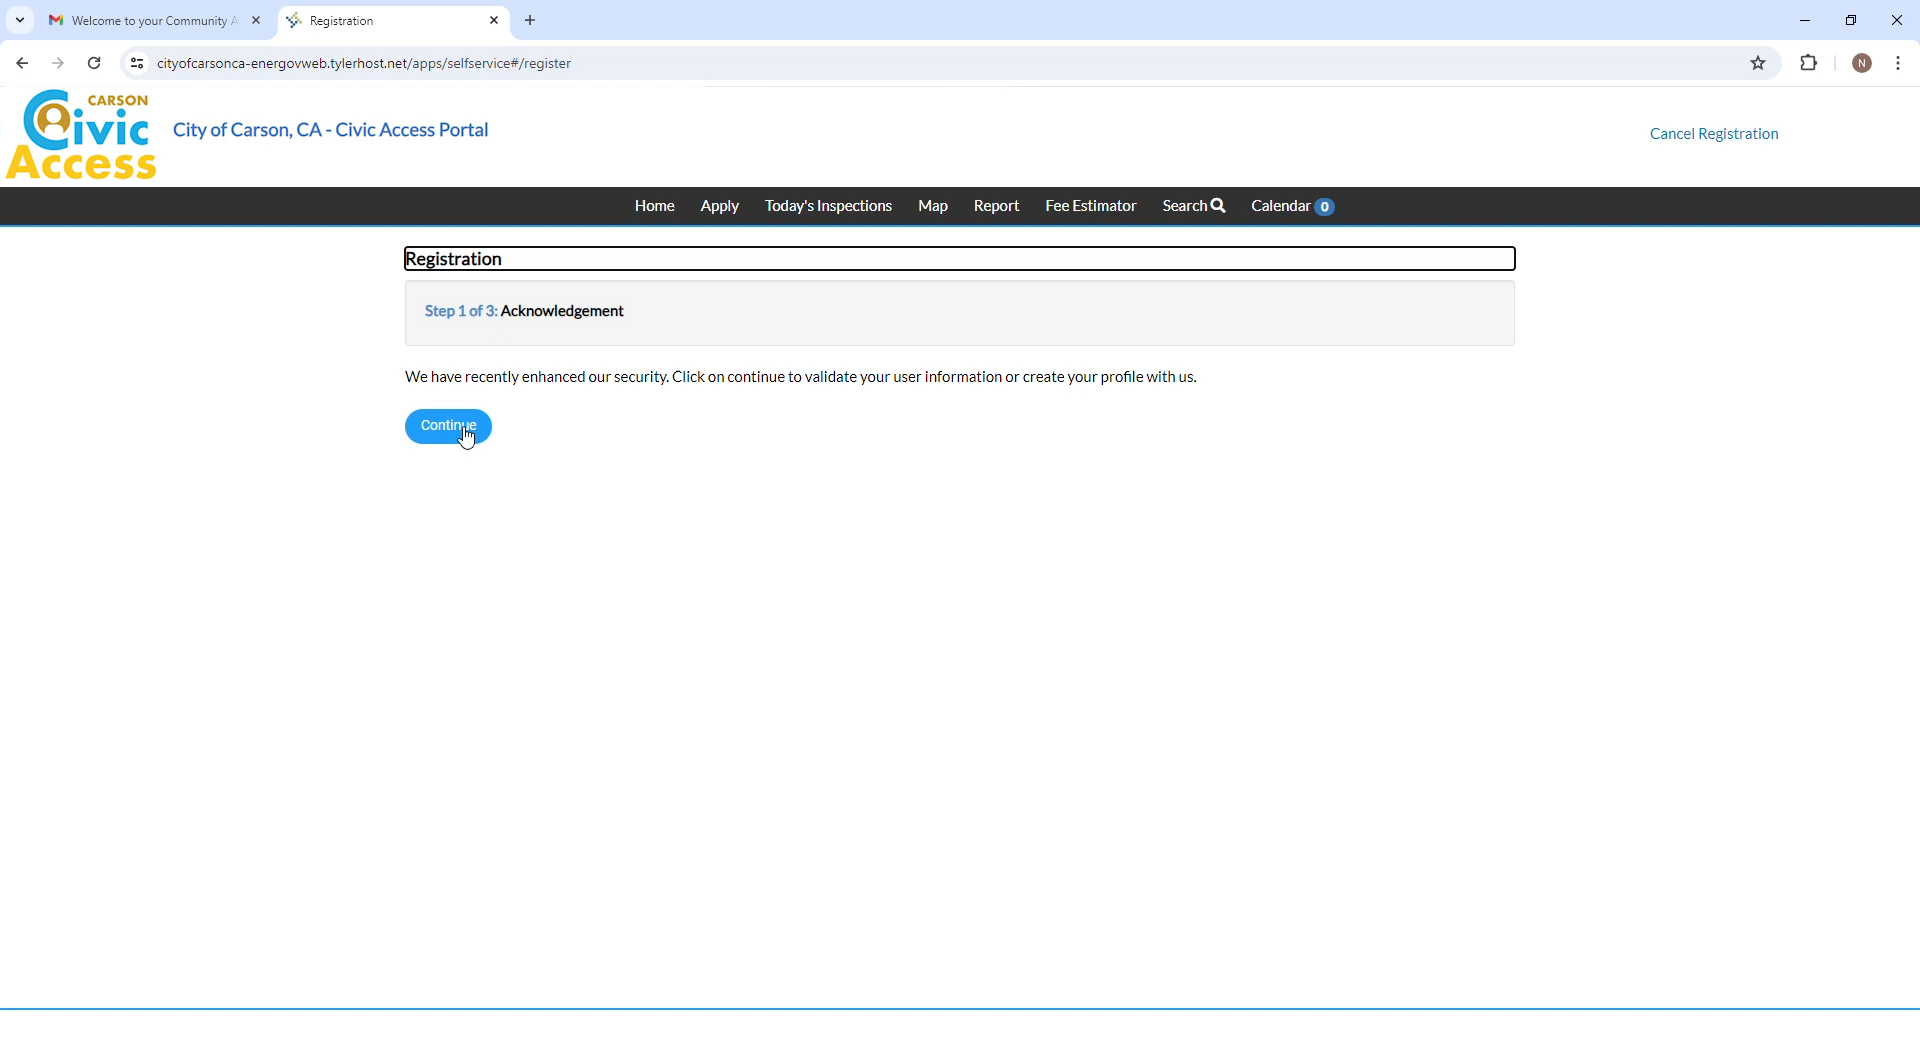 Welcome to your Community A
Registration
cityofcarsonca-energovweb.tylerhost.net/apps/selfservice#/register
N
CARSON
Civic
Access
City of Carson, CA - Civic Access Portal
Cancel Registration
Home Apply Today's Inspections Map Report Fee Estimator Search Calendar 0
Registration
Step 1 of 3: Acknowledgement
We have recently enhanced our security. Click on continue to validate your user information or create your profile with us.
Continue